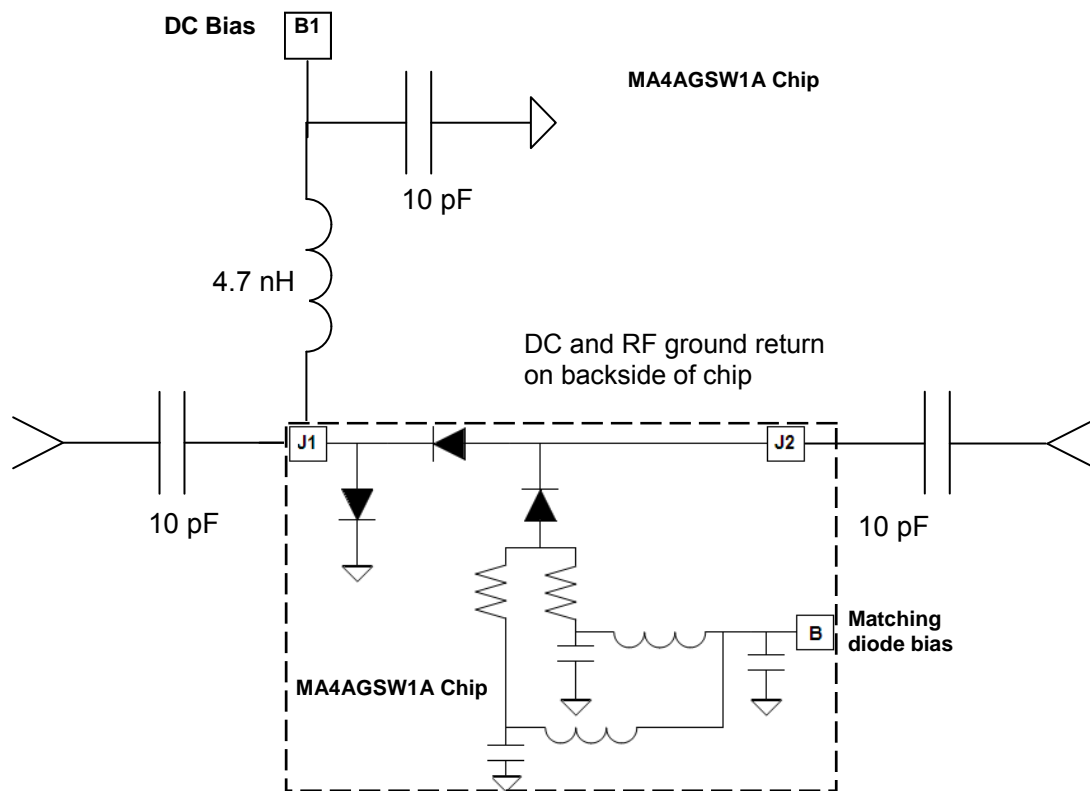 DC Bias
B1
MA4AGSW1A Chip
10 pF
4.7 nH
DC and RF ground return
on backside of chip
J1
J2
10 pF
10 pF
Matching
diode bias
B
MA4AGSW1A Chip